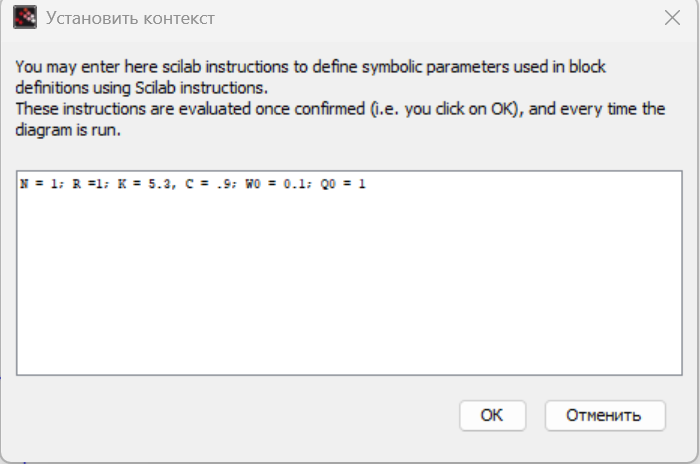 Установить контекст
You may enter here scilab instructions to define symbolic parameters used in block
definitions using Scilab instructions.
These instructions are evaluated once confirmed (i.e. you click on OK), and every time the
diagram is run.
N = 1; R =1; K = 5.3, C = .9; W0 = 0.1; Q0 = 1
OK
Отменить